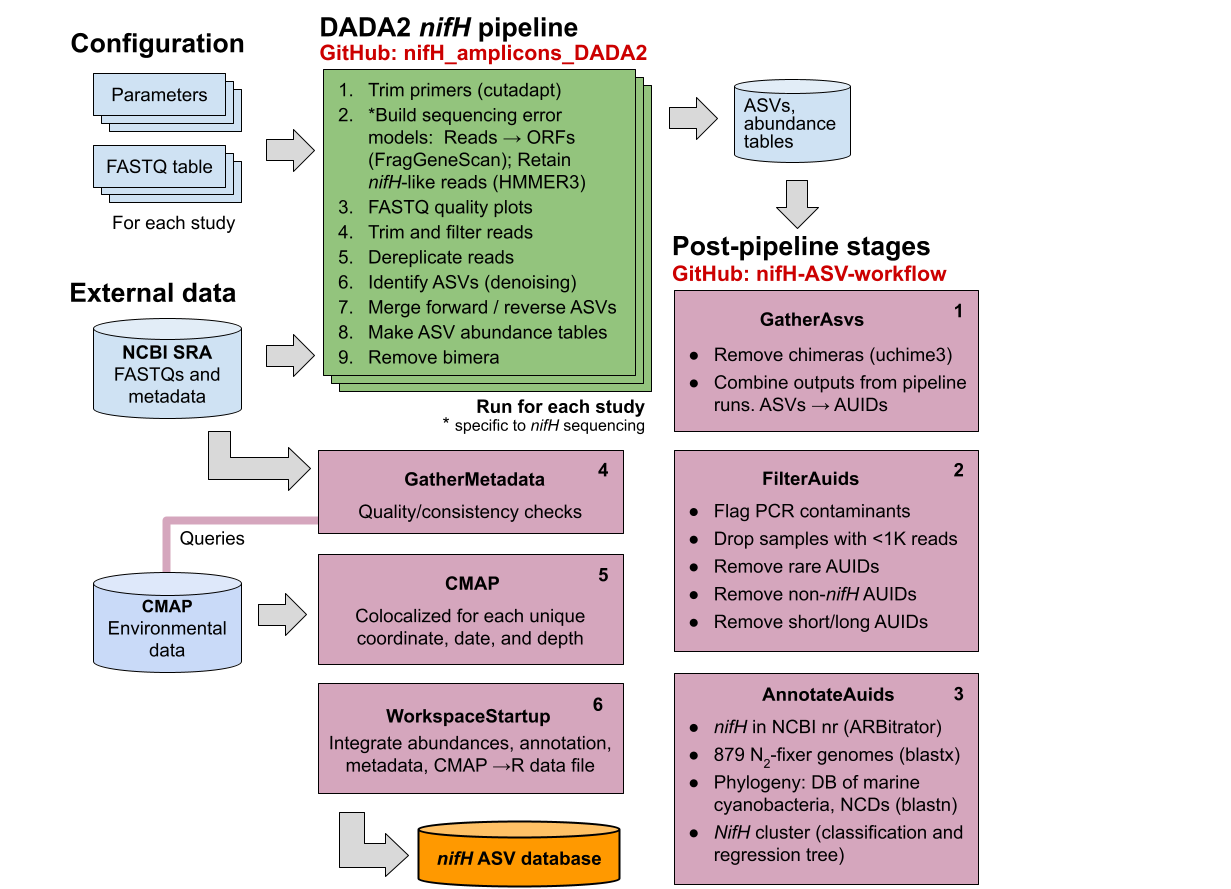 Configuration
Parameters
FASTQ table
For each study
External data
NCBI SRA
FASTQs and
metadata
DADA2 nifH pipeline
GitHub: nifH_amplicons_DADA2
1. Trim primers (cutadapt)
2. *Build sequencing error
models: Reads → ORFs
(FragGeneScan); Retain
nifH-like reads (HMMER3)
3. FASTQ quality plots
4. Trim and filter reads
5. Dereplicate reads
6. Identify ASVs (denoising)
7. Merge forward / reverse ASVs
8. Make ASV abundance tables
9. Remove bimera
Run for each study
* specific to nifH sequencing
ASVs,
abundance
tables
Post-pipeline stages
GitHub: nifH-ASV-workflow
1
GatherAsvs
● Remove chimeras (uchime3)
● Combine outputs from pipeline
runs. ASVs → AUIDs
2
FilterAuids
● Flag PCR contaminants
● Drop samples with <1K reads
● Remove rare AUIDs
● Remove non-nifH AUIDs
● Remove short/long AUIDs
AnnotateAuids 3
● nifH in NCBI nr (ARBitrator)
● 879 N2-fixer genomes (blastx)
● Phylogeny: DB of marine
cyanobacteria, NCDs (blastn)
● NifH cluster (classification and
regression tree)
4
GatherMetadata
Quality/consistency checks
Queries
CMAP
Environmental
data
5
CMAP
Colocalized for each unique
coordinate, date, and depth
6
WorkspaceStartup
Integrate abundances, annotation,
metadata, CMAP →R data file
nifH ASV database